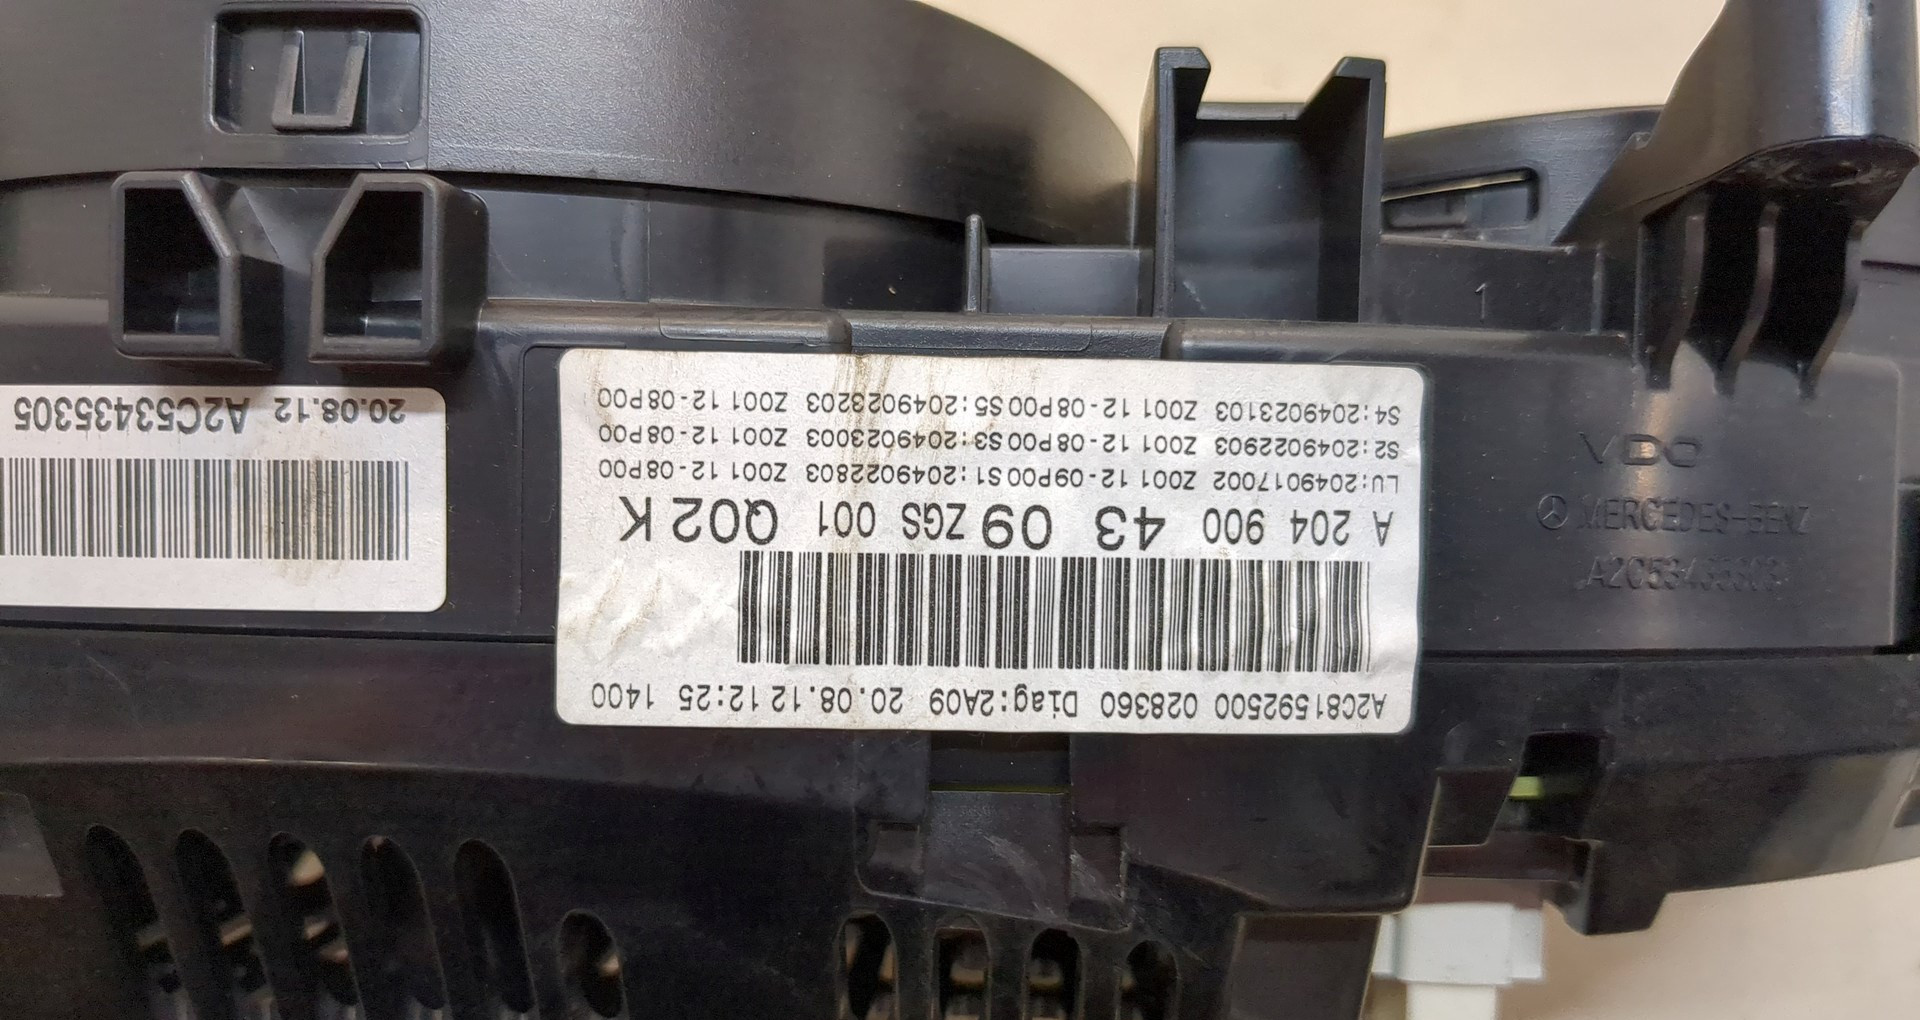 A2C81592500 028360 Diag:2A09 20.08.12 12:25 1400
A 204 900 43 09 ZGS 001 Q02 K
LU:2049017002 Z001 12-09P00 S1:2049022803 Z001 12-08P00
S2:2049022903 Z001 12-08P00 S3:2049023003 Z001 12-08P00
S4:2049023103 Z001 12-08P00 S5:2049023203 Z001 12-08P00
20.08.12 A2C53435305
1
VDO
MERCEDES-BENZ